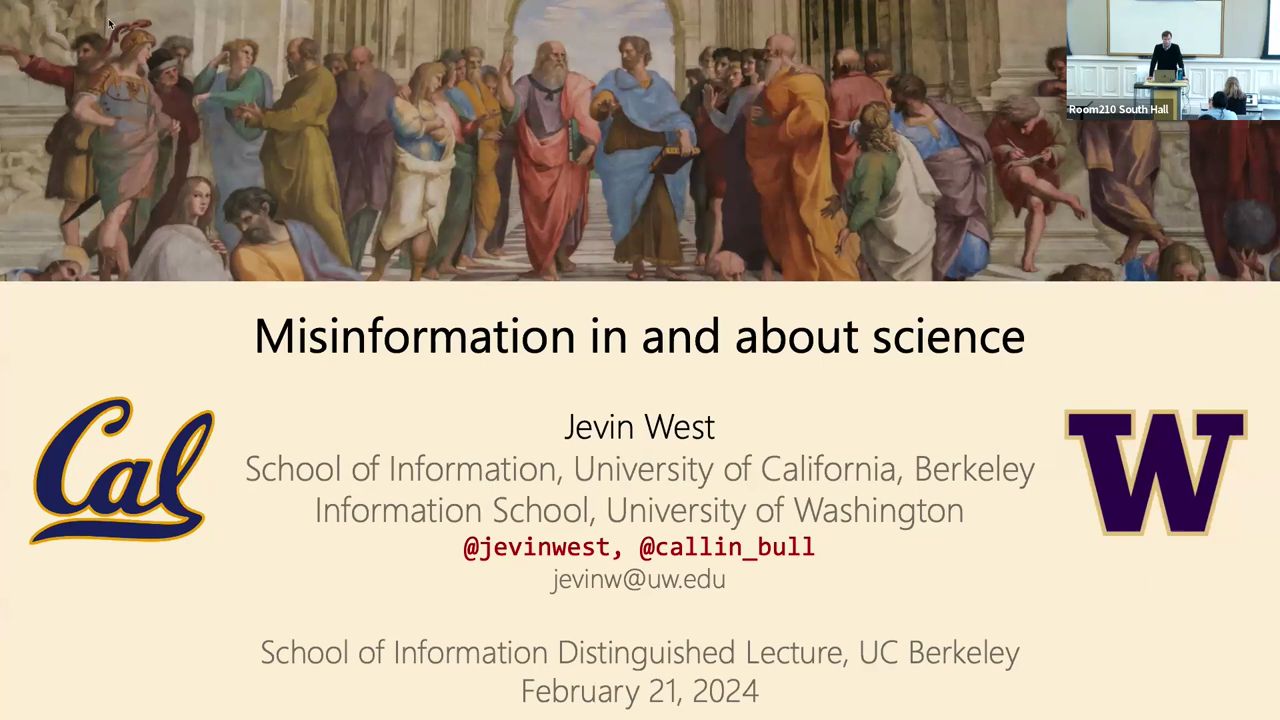 Room210 South Hall
Misinformation in and about science
Cal
W
Jevin West
School of Information, University of California, Berkeley
Information School, University of Washington
@jevinwest, @callin_bull
jevinw@uw.edu
School of Information Distinguished Lecture, UC Berkeley
February 21, 2024